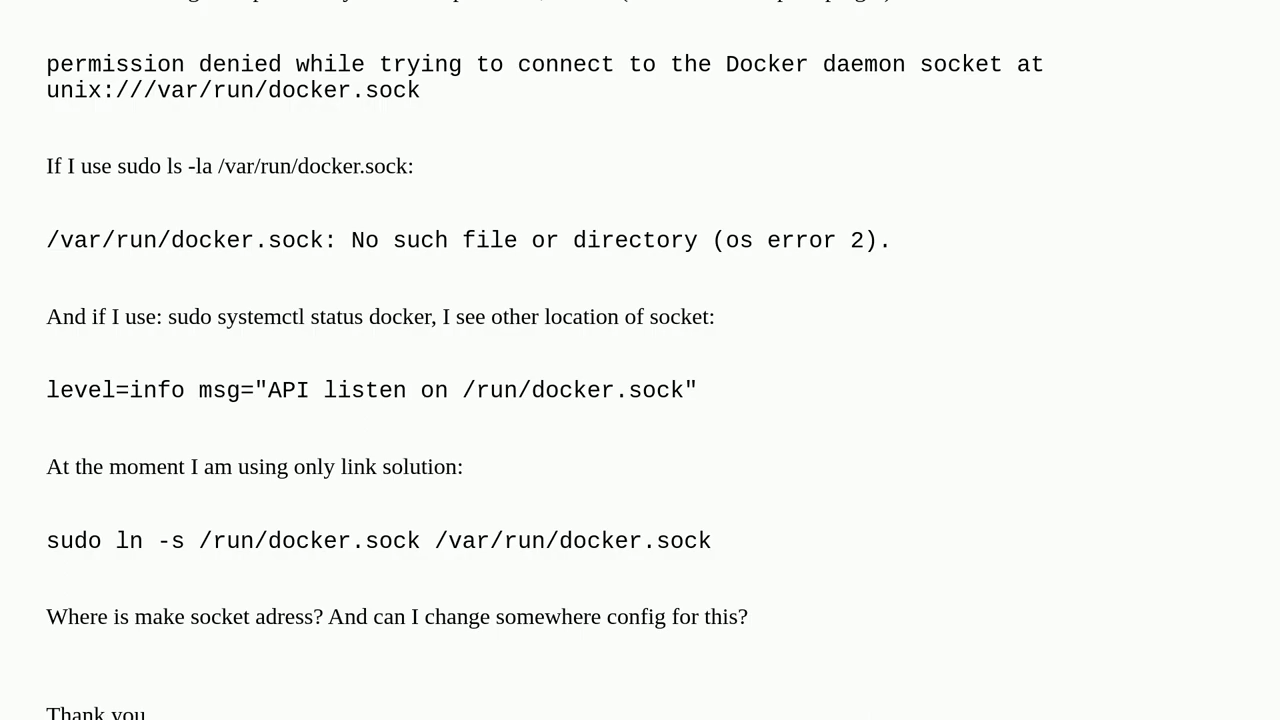 permission denied while trying to connect to the Docker daemon socket at
unix:///var/run/docker.sock
If I use sudo ls -la /var/run/docker.sock:
/var/run/docker.sock: No such file or directory (os error 2).
And if I use: sudo systemctl status docker, I see other location of socket:
level=info msg="API listen on /run/docker.sock"
At the moment I am using only link solution:
sudo ln -s /run/docker.sock /var/run/docker.sock
Where is make socket adress? And can I change somewhere config for this?
Thank you